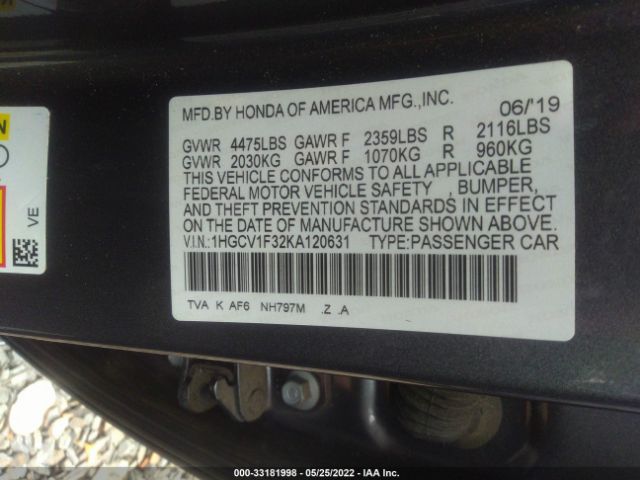 MFD.BY HONDA OF AMERICA MFG.,INC. 06/'19
GVWR 4475LBS GAWR F 2359LBS R 2116LBS
GVWR 2030KG GAWR F 1070KG R 960KG
THIS VEHICLE CONFORMS TO ALL APPLICABLE
FEDERAL MOTOR VEHICLE SAFETY , BUMPER,
AND THEFT PREVENTION STANDARDS IN EFFECT
ON THE DATE OF MANUFACTURE SHOWN ABOVE.
V.I.N.:1HGCV1F32KA120631 TYPE:PASSENGER CAR
TVA K AF6 NH797M .Z .A
VE
000-33181998 - 05/25/2022 - IAA Inc.